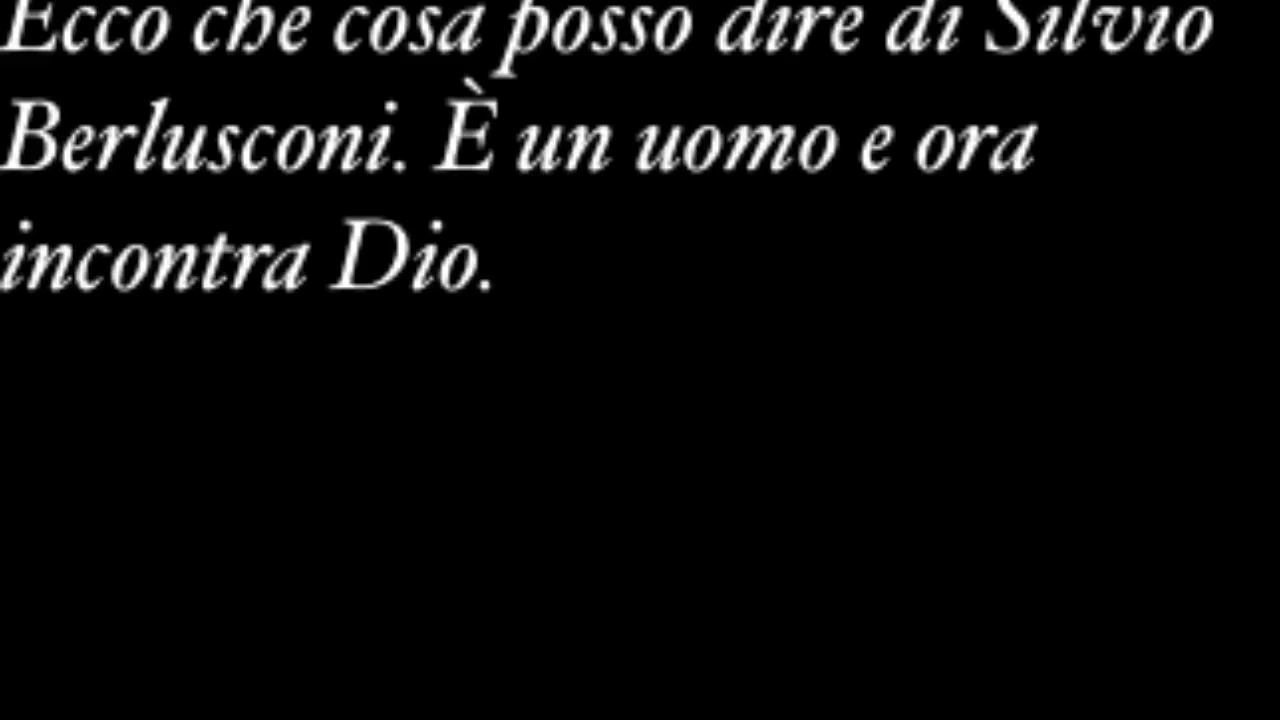 Ecco che cosa posso dire di Silvio
Berlusconi. È un uomo e ora
incontra Dio.